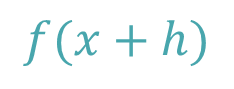 f(x + h)